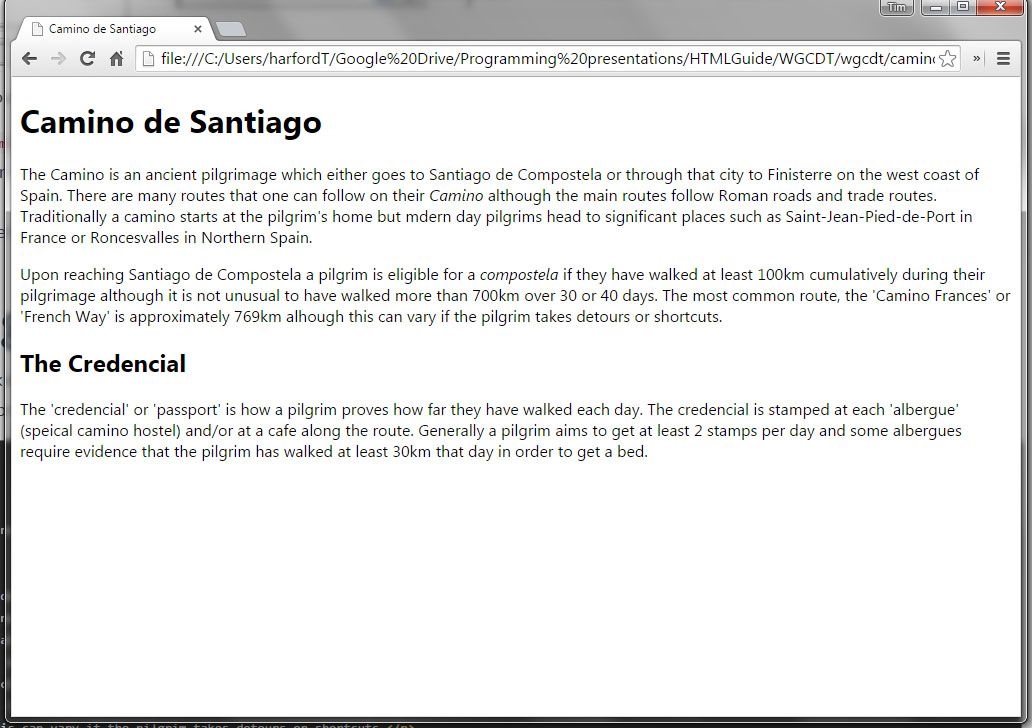 Tim
Camino de Santiago
file:///C:/Users/harfordT/Google%20Drive/Programming%20presentations/HTMLGuide/WGCDT/wgcdt/camino
Camino de Santiago
The Camino is an ancient pilgrimage which either goes to Santiago de Compostela or through that city to Finisterre on the west coast of
Spain. There are many routes that one can follow on their Camino although the main routes follow Roman roads and trade routes.
Traditionally a camino starts at the pilgrim's home but mdern day pilgrims head to significant places such as Saint-Jean-Pied-de-Port in
France or Roncesvalles in Northern Spain.
Upon reaching Santiago de Compostela a pilgrim is eligible for a compostela if they have walked at least 100km cumulatively during their
pilgrimage although it is not unusual to have walked more than 700km over 30 or 40 days. The most common route, the 'Camino Frances' or
'French Way' is approximately 769km alhough this can vary if the pilgrim takes detours or shortcuts.
The Credencial
The 'credencial' or 'passport' is how a pilgrim proves how far they have walked each day. The credencial is stamped at each 'albergue'
(speical camino hostel) and/or at a cafe along the route. Generally a pilgrim aims to get at least 2 stamps per day and some albergues
require evidence that the pilgrim has walked at least 30km that day in order to get a bed.
is can vary if the pilgrim takes detours or shortcuts.</p>